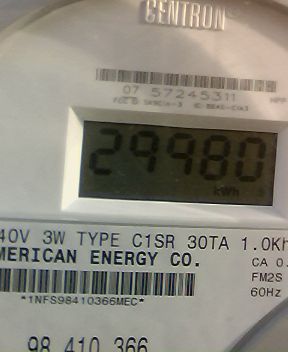 CENTRON
07 57245311
29980
kWh
40V 3W TYPE C1SR 30TA 1.0Kh
MERICAN ENERGY CO.
CA 0.
FM2S
60Hz
*1NFS98410366MEC*
98 410 366